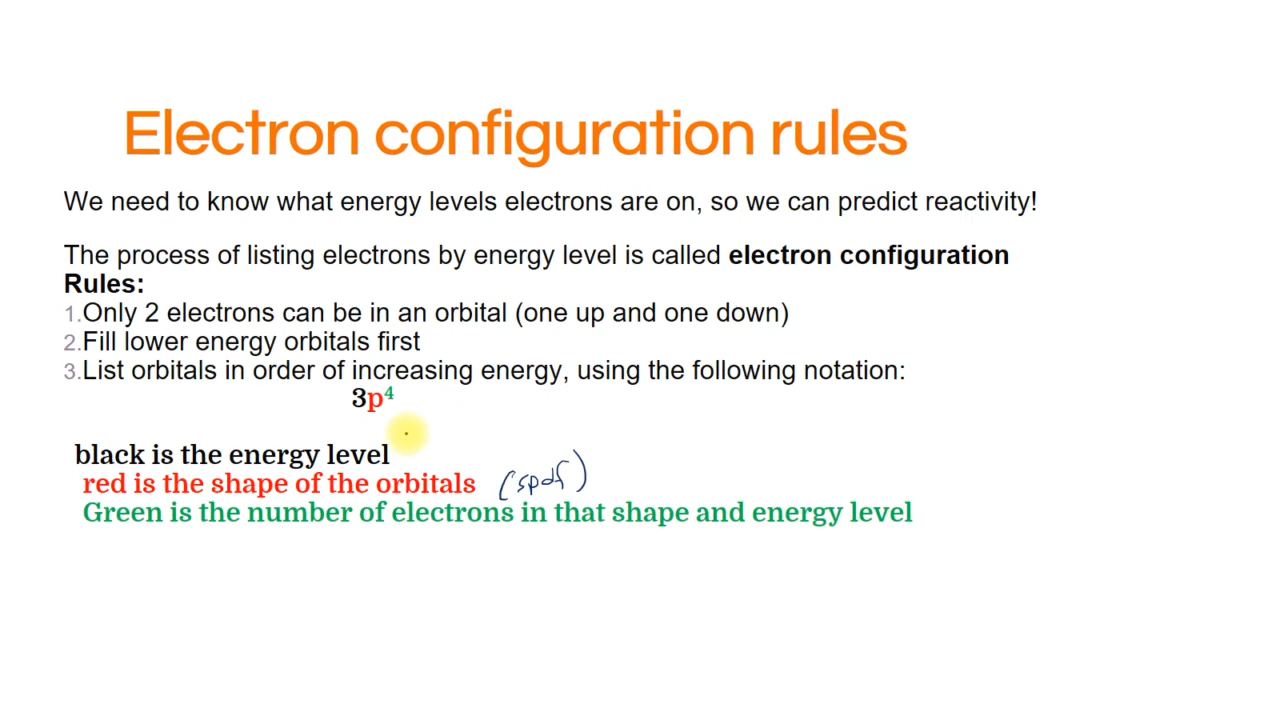 Electron configuration rules
We need to know what energy levels electrons are on, so we can predict reactivity!
The process of listing electrons by energy level is called electron configuration
Rules:
1.Only 2 electrons can be in an orbital (one up and one down)
2.Fill lower energy orbitals first
3.List orbitals in order of increasing energy, using the following notation:
3p⁴
black is the energy level
red is the shape of the orbitals (spdf)
Green is the number of electrons in that shape and energy level